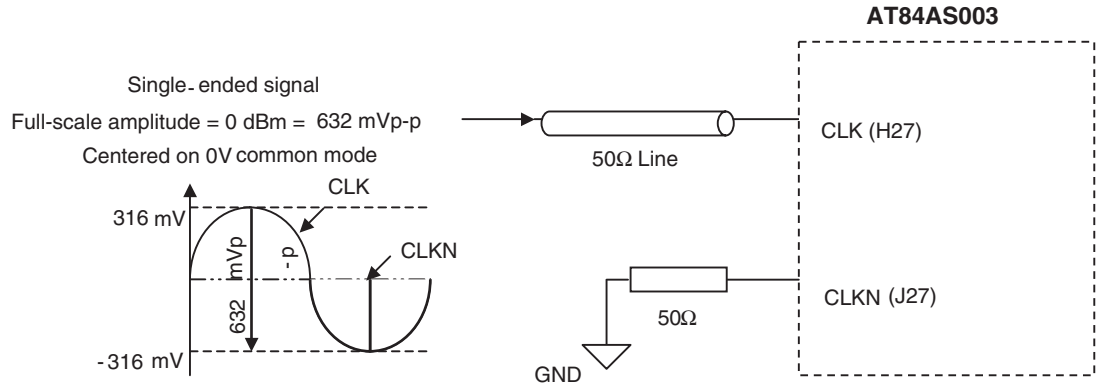 AT84AS003
Single-ended signal
Full-scale amplitude = 0 dBm = 632 mVp-p
Centered on 0V common mode
50Ω Line
CLK (H27)
CLK
316 mV
CLKN
632 mVp-p
-316 mV
50Ω
CLKN (J27)
GND